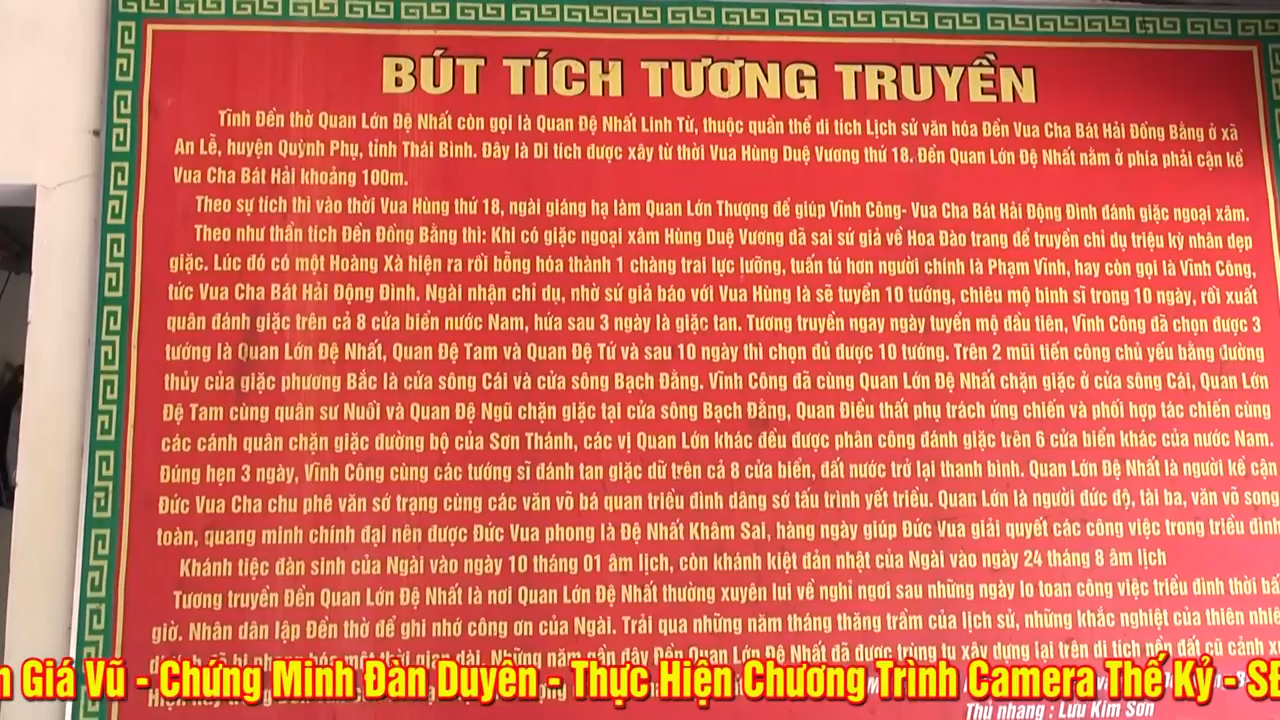 BÚT TÍCH TƯƠNG TRUYỀN
Tĩnh Đền thờ Quan Lớn Đệ Nhất còn gọi là Quan Đệ Nhất Linh Từ, thuộc quần thể di tích Lịch sử văn hóa Đền Vua Cha Bát Hải Đồng Bằng ở xã
An Lễ, huyện Quỳnh Phụ, tỉnh Thái Bình. Đây là Di tích được xây từ thời Vua Hùng Duệ Vương thứ 18. Đền Quan Lớn Đệ Nhất nằm ở phía phải cận kề
Vua Cha Bát Hải khoảng 100m.
Theo sự tích thì vào thời Vua Hùng thứ 18, ngài giáng hạ làm Quan Lớn Thượng để giúp Vĩnh Công- Vua Cha Bát Hải Động Đình đánh giặc ngoại xâm.
Theo như thần tích Đền Đồng Bằng thì: Khi có giặc ngoại xâm Hùng Duệ Vương đã sai sứ giả về Hoa Đào trang để truyền chỉ dụ triệu kỳ nhân dẹp
giặc. Lúc đó có một Hoàng Xà hiện ra rồi bỗng hóa thành 1 chàng trai lực lưỡng, tuấn tú hơn người chính là Phạm Vĩnh, hay còn gọi là Vĩnh Công,
tức Vua Cha Bát Hải Động Đình. Ngài nhận chỉ dụ, nhờ sứ giả báo với Vua Hùng là sẽ tuyển 10 tướng, chiêu mộ binh sĩ trong 10 ngày, rồi xuất
quân đánh giặc trên cả 8 cửa biển nước Nam, hứa sau 3 ngày là giặc tan. Tương truyền ngay ngày tuyển mộ đầu tiên, Vĩnh Công đã chọn được 3
tướng là Quan Lớn Đệ Nhất, Quan Đệ Tam và Quan Đệ Tứ và sau 10 ngày thì chọn đủ được 10 tướng. Trên 2 mũi tiến công chủ yếu bằng đường
thủy của giặc phương Bắc là cửa sông Cái và cửa sông Bạch Đằng. Vĩnh Công đã cùng Quan Lớn Đệ Nhất chặn giặc ở cửa sông Cái, Quan Lớn
Đệ Tam cùng quân sư Nuôi và Quan Đệ Ngũ chặn giặc tại cửa sông Bạch Đằng, Quan Điều thất phụ trách ứng chiến và phối hợp tác chiến cùng
các cánh quân chặn giặc đường bộ của Sơn Thánh, các vị Quan Lớn khác đều được phân công đánh giặc trên 6 cửa biển khác của nước Nam.
Đúng hẹn 3 ngày, Vĩnh Công cùng các tướng sĩ đánh tan giặc dữ trên cả 8 cửa biển, đất nước trở lại thanh bình. Quan Lớn Đệ Nhất là người kề cận
Đức Vua Cha chu phê văn sớ trạng cùng các văn võ bá quan triều đình dâng sớ tấu trình yết triều. Quan Lớn là người đức độ, tài ba, văn võ song
toàn, quang minh chính đại nên được Đức Vua phong là Đệ Nhất Khâm Sai, hàng ngày giúp Đức Vua giải quyết các công việc trong triều đình
Khánh tiệc đản sinh của Ngài vào ngày 10 tháng 01 âm lịch, còn khánh kiệt đản nhật của Ngài vào ngày 24 tháng 8 âm lịch
Tương truyền Đền Quan Lớn Đệ Nhất là nơi Quan Lớn Đệ Nhất thường xuyên lui về nghỉ ngơi sau những ngày lo toan công việc triều đình thời bấ
giờ. Nhân dân lập Đền thờ để ghi nhớ công ơn của Ngài. Trải qua những năm tháng thăng trầm của lịch sử, những khắc nghiệt của thiên nhiê
Những năm gần đây Đền Quan Lớn Đệ Nhất đã được trùng tu xây dựng lại trên di tích nền đất cũ cảnh x
Giá Vũ - Chứng Minh Đàn Duyên - Thực Hiện Chương Trình Camera Thế Kỷ - SĐ
Thủ nhang : Lưu Kim Sơn